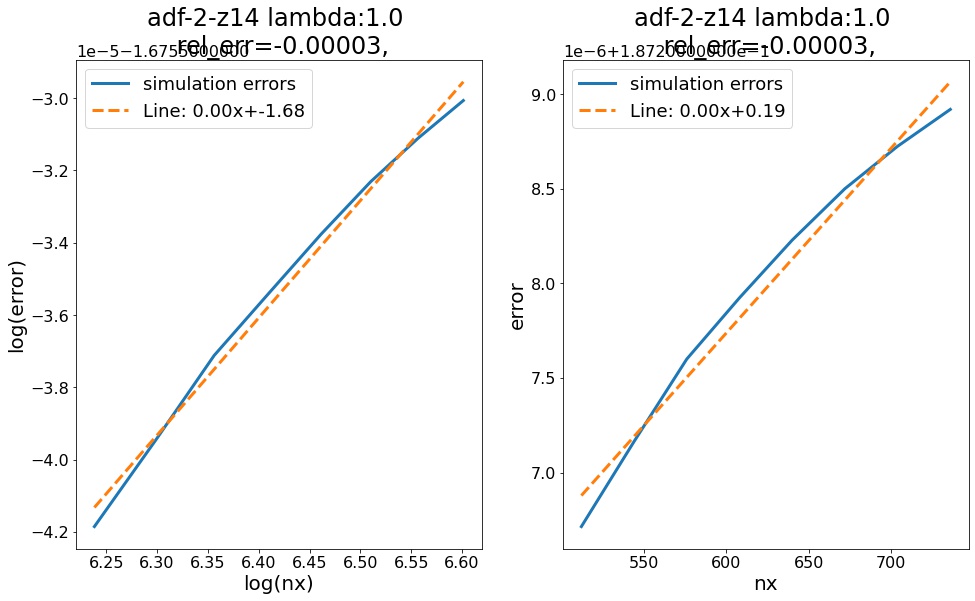 adf-2-z14 lambda:1.0
rel_err=-0.00003,
1e−5−1.6755000000
simulation errors
Line: 0.00x+-1.68
−3.0
−3.2
−3.4
−3.6
−3.8
−4.0
−4.2
log(error)
6.25 6.30 6.35 6.40 6.45 6.50 6.55 6.60
log(nx)
adf-2-z14 lambda:1.0
rel_err=-0.00003,
1e−6+1.8720000000e−1
simulation errors
Line: 0.00x+0.19
9.0
8.5
8.0
7.5
7.0
error
550 600 650 700
nx